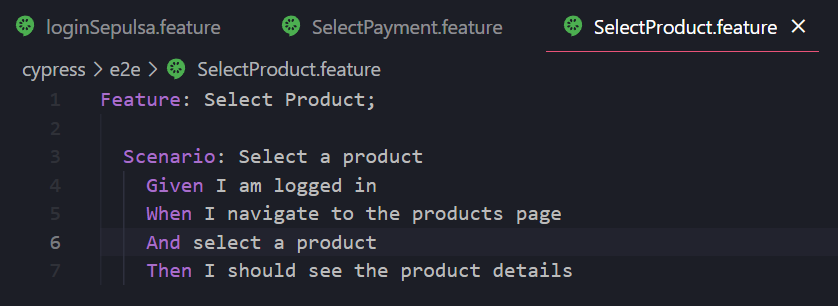 loginSepulsa.feature SelectPayment.feature SelectProduct.feature ×
cypress > e2e > SelectProduct.feature
1 Feature: Select Product;
2
3 Scenario: Select a product
4 Given I am logged in
5 When I navigate to the products page
6 And select a product
7 Then I should see the product details